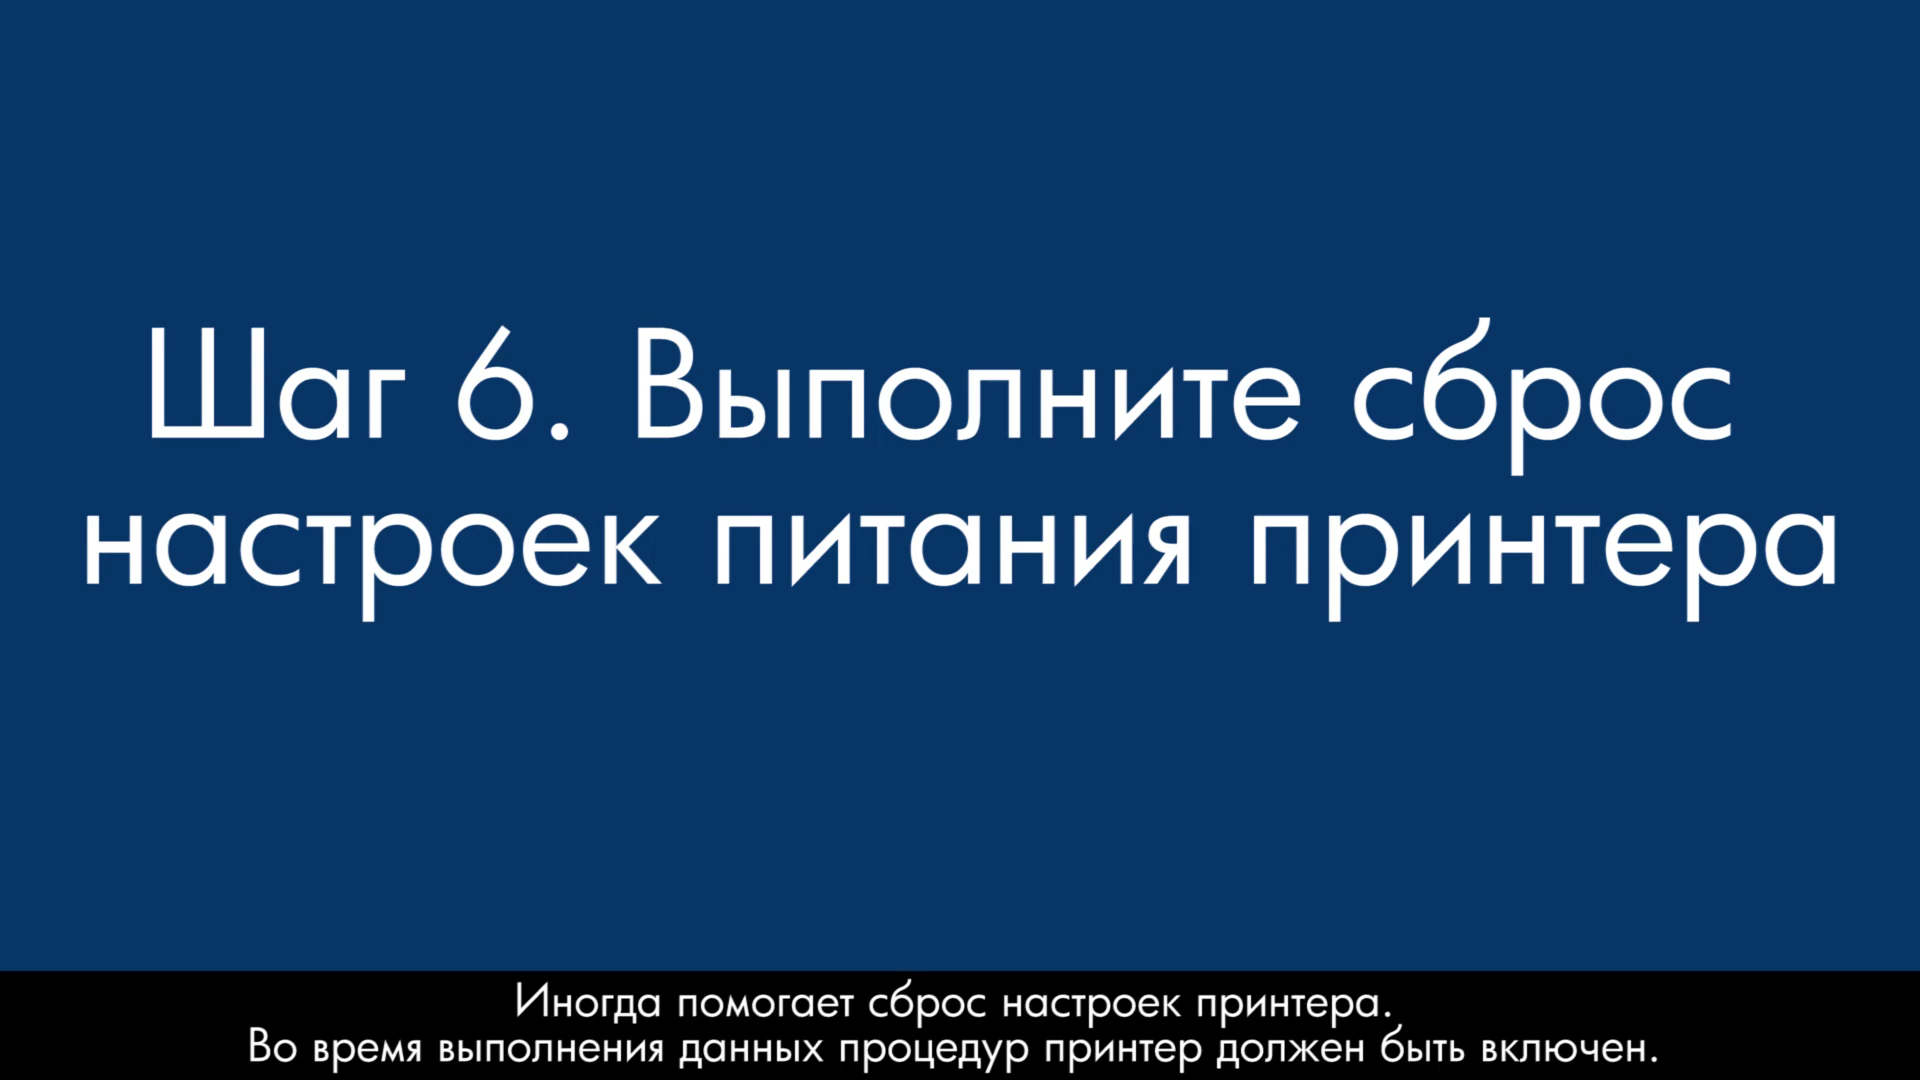 Шаг 6. Выполните сброс
настроек питания принтера
Иногда помогает сброс настроек принтера.
Во время выполнения данных процедур принтер должен быть включен.